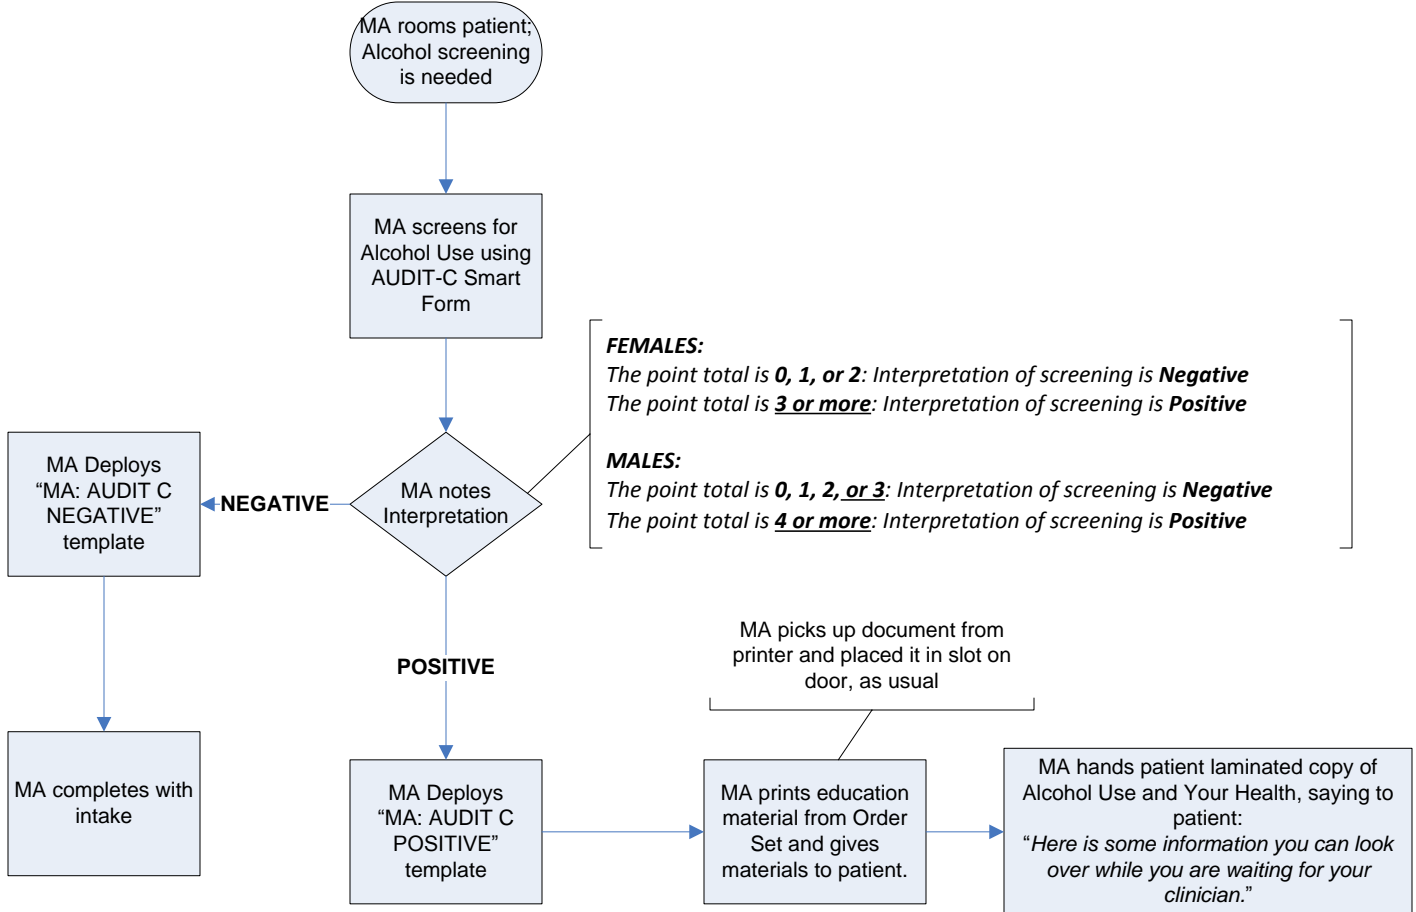 MA rooms patient;
Alcohol screening
is needed
MA screens for
Alcohol Use using
AUDIT-C Smart
Form
FEMALES:
The point total is 0, 1, or 2: Interpretation of screening is Negative
The point total is 3 or more: Interpretation of screening is Positive
MALES:
The point total is 0, 1, 2, or 3: Interpretation of screening is Negative
The point total is 4 or more: Interpretation of screening is Positive
MA notes
Interpretation
NEGATIVE
MA Deploys
“MA: AUDIT C
NEGATIVE”
template
MA completes with
intake
POSITIVE
MA Deploys
“MA: AUDIT C
POSITIVE”
template
MA picks up document from
printer and placed it in slot on
door, as usual
MA prints education
material from Order
Set and gives
materials to patient.
MA hands patient laminated copy of
Alcohol Use and Your Health, saying to
patient:
“Here is some information you can look
over while you are waiting for your
clinician.”